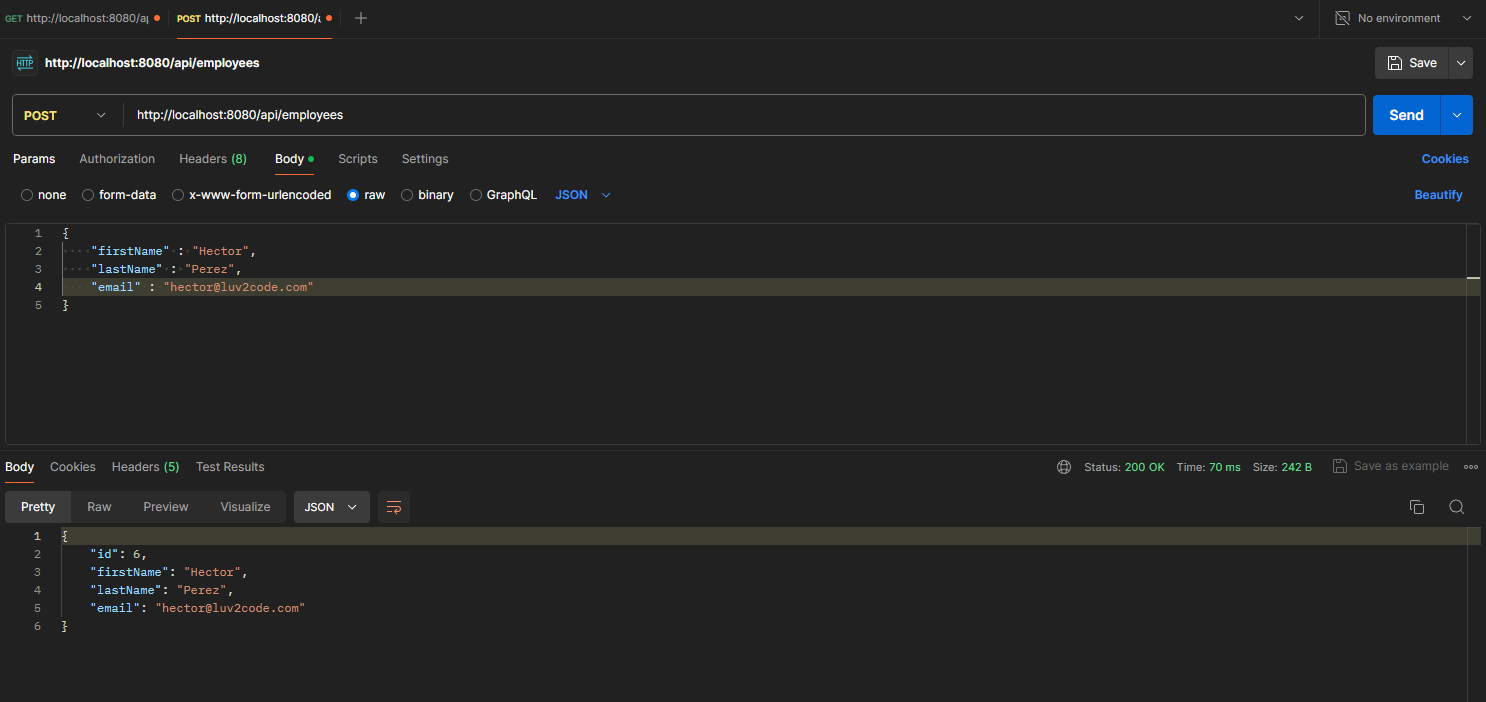 GET http://localhost:8080/ap POST http://localhost:8080/a No environment
HTTP http://localhost:8080/api/employees Save
POST http://localhost:8080/api/employees Send
Params Authorization Headers (8) Body Scripts Settings Cookies
none form-data x-www-form-urlencoded raw binary GraphQL JSON Beautify
1 {
2 "firstName" : "Hector",
3 "lastName" : "Perez",
4 "email" : "hector@luv2code.com"
5 }
Body Cookies Headers (5) Test Results Status: 200 OK Time: 70 ms Size: 242 B Save as example
Pretty Raw Preview Visualize JSON
1 {
2 "id": 6,
3 "firstName": "Hector",
4 "lastName": "Perez",
5 "email": "hector@luv2code.com"
6 }